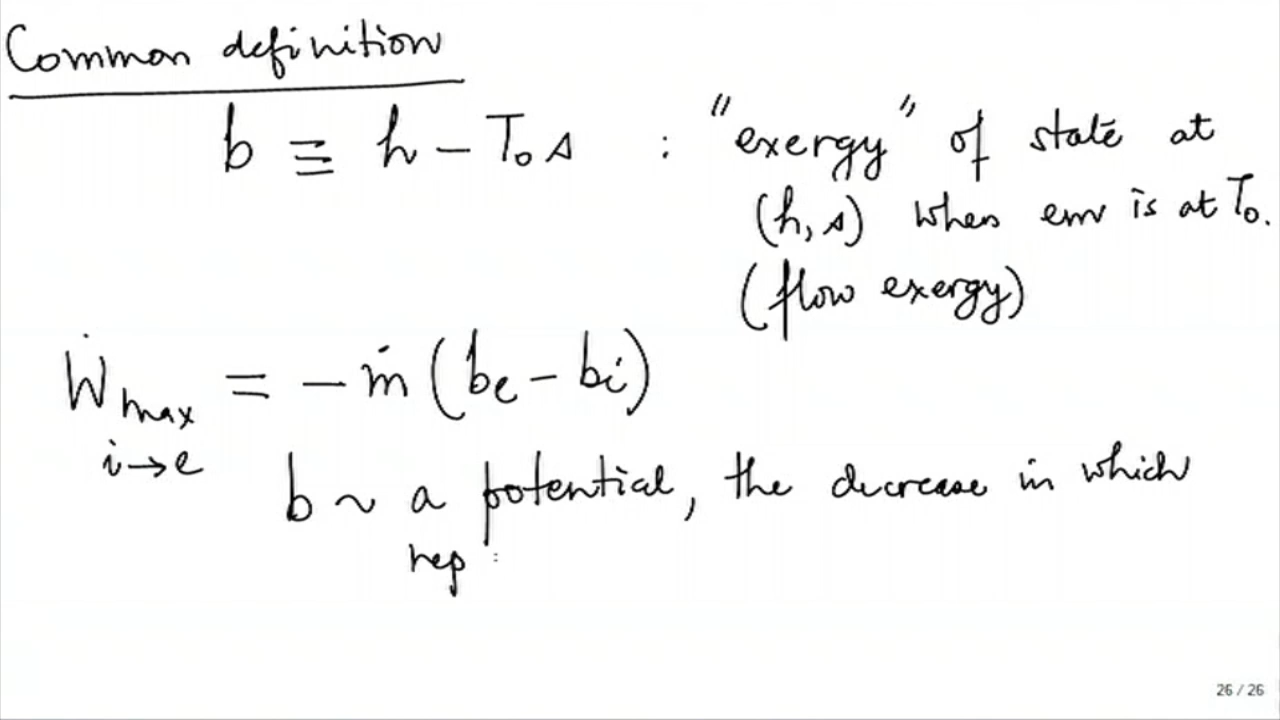 Common definition
b ≡ h - T₀s : "exergy" of state at
(h, s) when env is at T₀.
(flow exergy)
Ẇmax = - ṁ (be - bi)
i→e
b ~ a potential, the decrease in which
rep
26 / 26